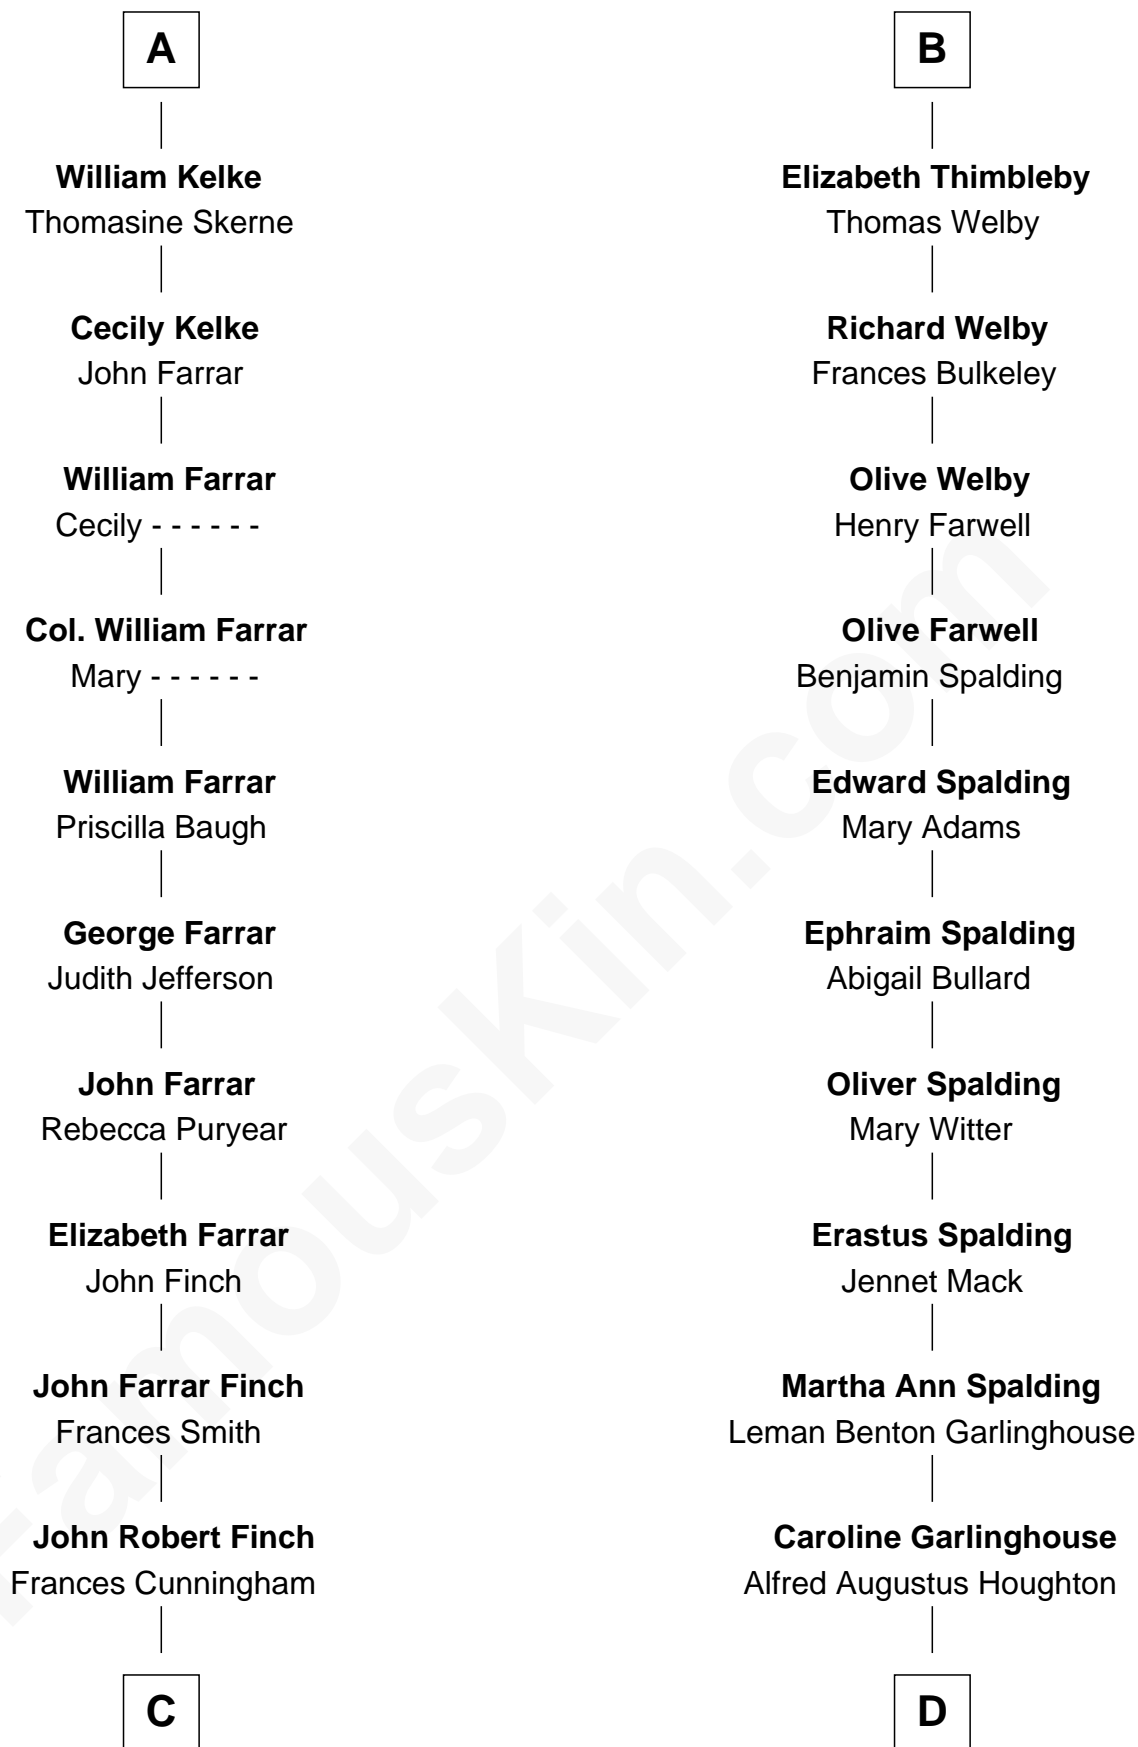 A
William Kelke
Thomasine Skerne
Cecily Kelke
John Farrar
William Farrar
Cecily - - - - - -
Col. William Farrar
Mary - - - - - -
William Farrar
Priscilla Baugh
George Farrar
Judith Jefferson
John Farrar
Rebecca Puryear
Elizabeth Farrar
John Finch
John Farrar Finch
Frances Smith
John Robert Finch
Frances Cunningham
C
B
Elizabeth Thimbleby
Thomas Welby
Richard Welby
Frances Bulkeley
Olive Welby
Henry Farwell
Olive Farwell
Benjamin Spalding
Edward Spalding
Mary Adams
Ephraim Spalding
Abigail Bullard
Oliver Spalding
Mary Witter
Erastus Spalding
Jennet Mack
Martha Ann Spalding
Leman Benton Garlinghouse
Caroline Garlinghouse
Alfred Augustus Houghton
D
FamousKin.com